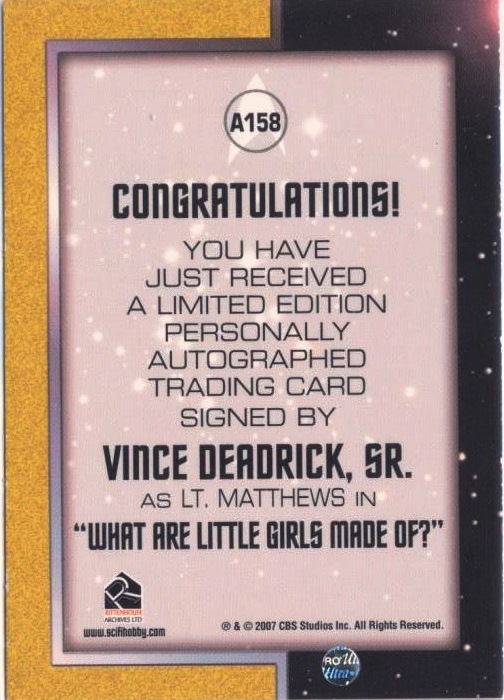 A158
CONGRATULATIONS!
YOU HAVE
JUST RECEIVED
A LIMITED EDITION
PERSONALLY
AUTOGRAPHED
TRADING CARD
SIGNED BY
VINCE DEADRICK, SR.
AS LT. MATTHEWS IN
“WHAT ARE LITTLE GIRLS MADE OF?”
RITTENHOUSE
ARCHIVES LTD
www.scifihobby.com
® & © 2007 CBS Studios Inc. All Rights Reserved.